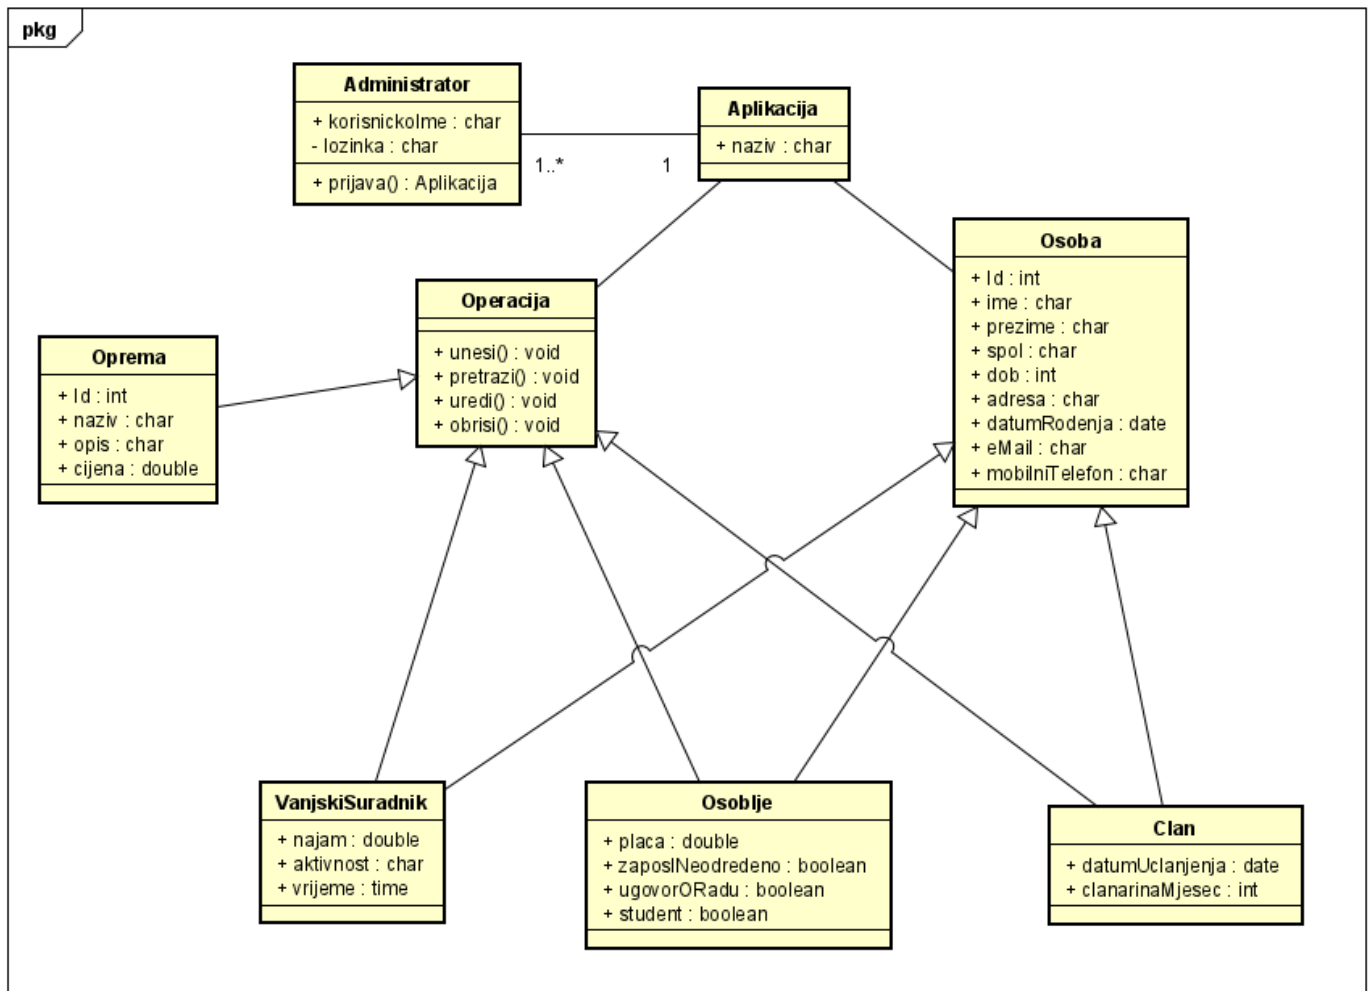 pkg
Administrator
+ korisnickoIme : char
- lozinka : char
+ prijava() : Aplikacija
1..*
1
Aplikacija
+ naziv : char
Osoba
+ Id : int
+ ime : char
+ prezime : char
+ spol : char
+ dob : int
+ adresa : char
+ datumRodenja : date
+ eMail : char
+ mobilniTelefon : char
Operacija
+ unesi() : void
+ pretrazi() : void
+ uredi() : void
+ obrisi() : void
Oprema
+ Id : int
+ naziv : char
+ opis : char
+ cijena : double
VanjskiSuradnik
+ najam : double
+ aktivnost : char
+ vrijeme : time
Osoblje
+ placa : double
+ zaposlNeodredeno : boolean
+ ugovorORadu : boolean
+ student : boolean
Clan
+ datumUclanjenja : date
+ clanarinaMjesec : int